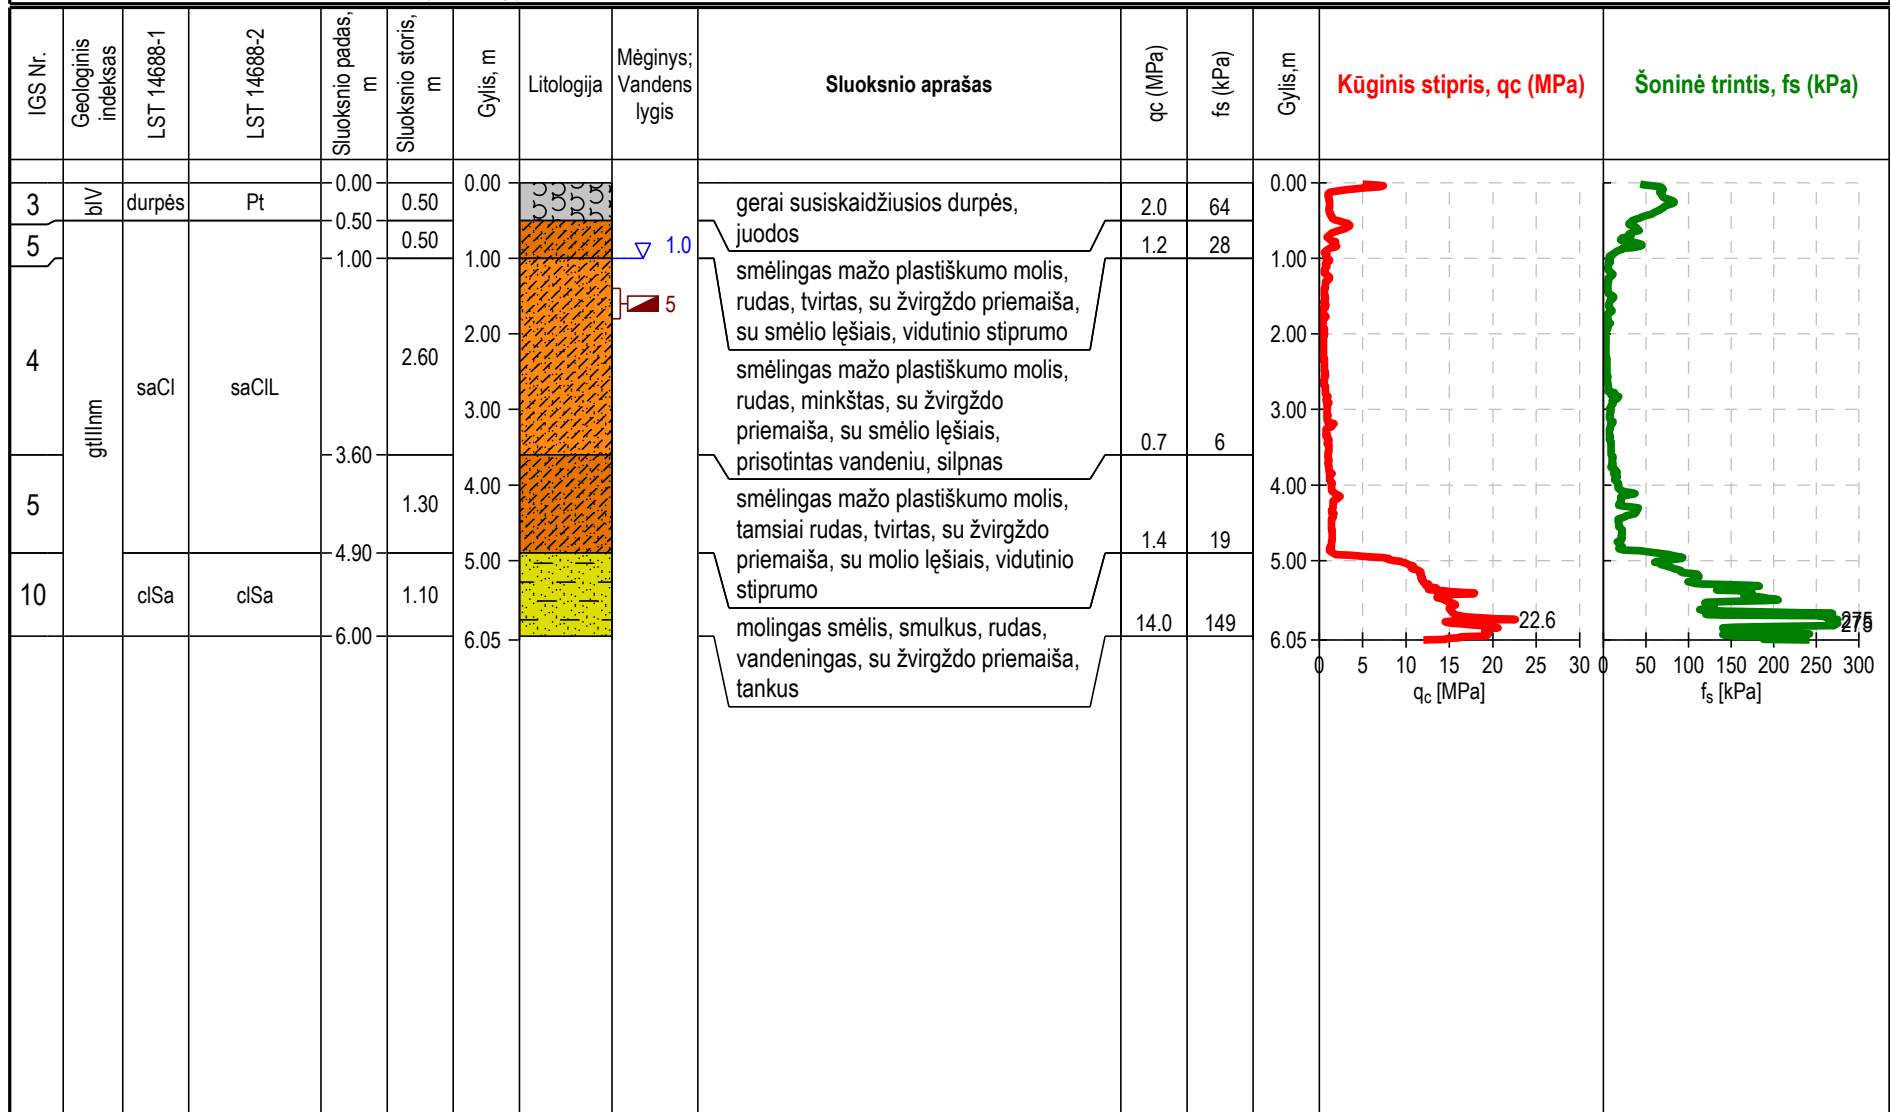 IGS Nr.
Geologinis
indeksas
LST 14688-1
LST 14688-2
Sluoksnio padas,
m
Sluoksnio storis,
m
Gylis, m
Litologija
Mėginys;
Vandens
lygis
Sluoksnio aprašas
qc (MPa)
fs (kPa)
Gylis,m
Kūginis stipris, qc (MPa)
Šoninė trintis, fs (kPa)
3
bIV
durpės
Pt
0.00
0.50
0.50
0.00
gerai susiskaidžiusios durpės,
juodos
2.0
64
5
0.50
1.00
1.00
1.0
smėlingas mažo plastiškumo molis,
rudas, tvirtas, su žvirgždo priemaiša,
su smėlio lęšiais, vidutinio stiprumo
1.2
28
4
gtIIInm
saCl
saClL
2.60
3.60
5
2.00
3.00
smėlingas mažo plastiškumo molis,
rudas, minkštas, su žvirgždo
priemaiša, su smėlio lęšiais,
prisotintas vandeniu, silpnas
0.7
6
5
1.30
4.90
4.00
smėlingas mažo plastiškumo molis,
tamsiai rudas, tvirtas, su žvirgždo
priemaiša, su molio lęšiais, vidutinio
stiprumo
1.4
19
10
clSa
clSa
1.10
6.00
5.00
6.05
molingas smėlis, smulkus, rudas,
vandeningas, su žvirgždo priemaiša,
tankus
14.0
149
0.00
1.00
2.00
3.00
4.00
5.00
6.05
22.6
0 5 10 15 20 25 30
qc [MPa]
275
275
0 50 100 150 200 250 300
fs [kPa]